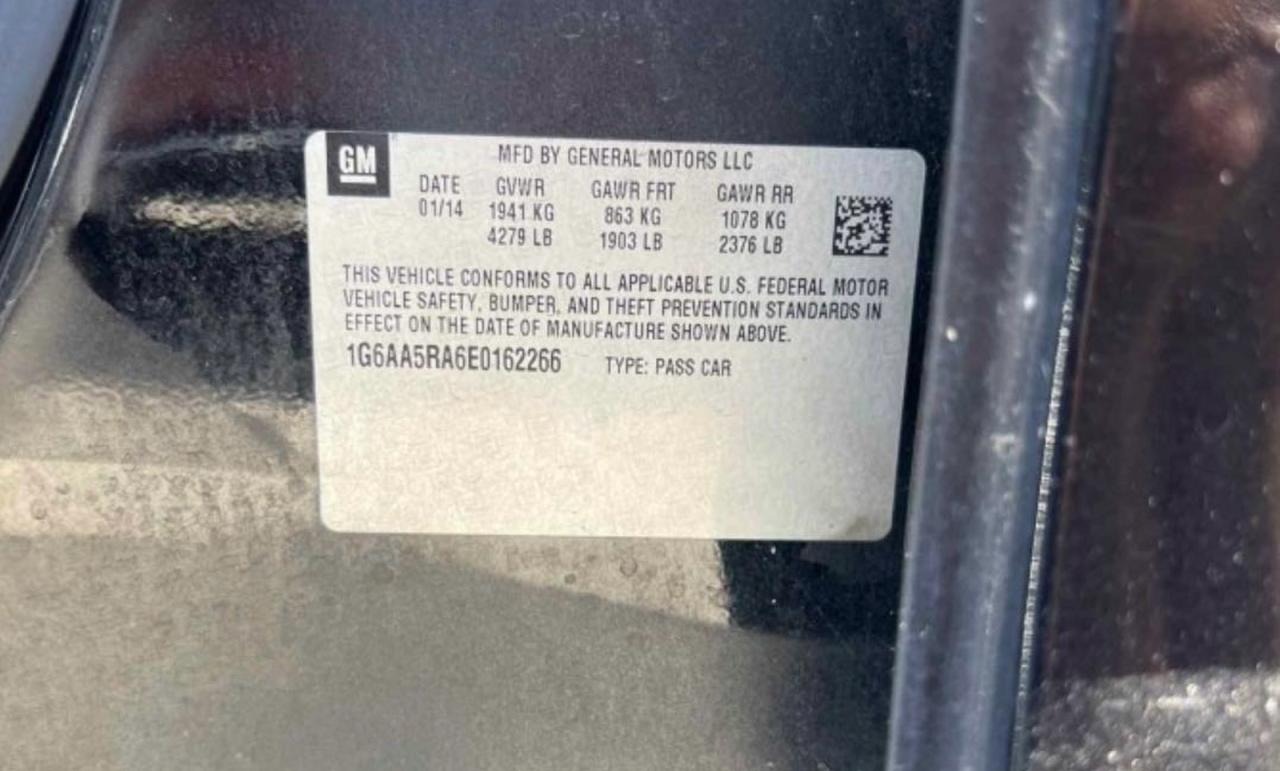 GM
MFD BY GENERAL MOTORS LLC
DATE GVWR GAWR FRT GAWR RR
01/14 1941 KG 863 KG 1078 KG
4279 LB 1903 LB 2376 LB
THIS VEHICLE CONFORMS TO ALL APPLICABLE U.S. FEDERAL MOTOR
VEHICLE SAFETY, BUMPER, AND THEFT PREVENTION STANDARDS IN
EFFECT ON THE DATE OF MANUFACTURE SHOWN ABOVE.
1G6AA5RA6E0162266 TYPE: PASS CAR